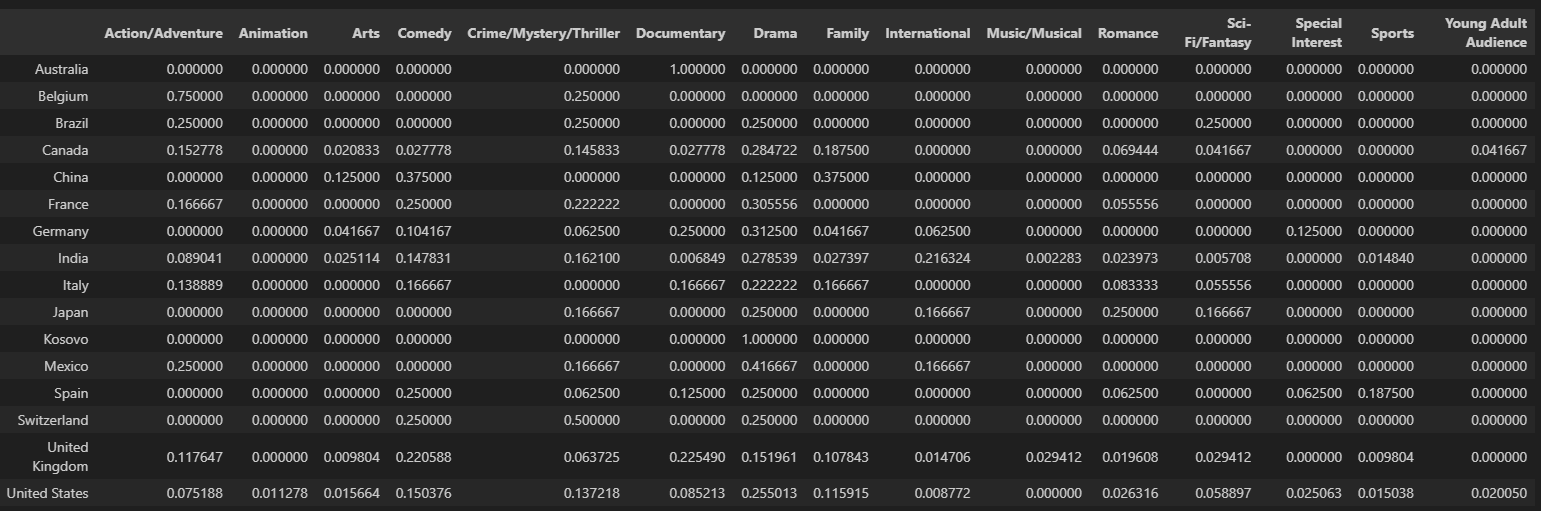 Action/Adventure Animation Arts Comedy Crime/Mystery/Thriller Documentary Drama Family International Music/Musical Romance Sci-Fi/Fantasy Special Interest Sports Young Adult Audience
Australia 0.000000 0.000000 0.000000 0.000000 0.000000 1.000000 0.000000 0.000000 0.000000 0.000000 0.000000 0.000000 0.000000 0.000000 0.000000
Belgium 0.750000 0.000000 0.000000 0.000000 0.250000 0.000000 0.000000 0.000000 0.000000 0.000000 0.000000 0.000000 0.000000 0.000000 0.000000
Brazil 0.250000 0.000000 0.000000 0.000000 0.250000 0.000000 0.250000 0.000000 0.000000 0.000000 0.000000 0.250000 0.000000 0.000000 0.000000
Canada 0.152778 0.000000 0.020833 0.027778 0.145833 0.027778 0.284722 0.187500 0.000000 0.000000 0.069444 0.041667 0.000000 0.000000 0.041667
China 0.000000 0.000000 0.125000 0.375000 0.000000 0.000000 0.125000 0.375000 0.000000 0.000000 0.000000 0.000000 0.000000 0.000000 0.000000
France 0.166667 0.000000 0.000000 0.250000 0.222222 0.000000 0.305556 0.000000 0.000000 0.000000 0.055556 0.000000 0.000000 0.000000 0.000000
Germany 0.000000 0.000000 0.041667 0.104167 0.062500 0.250000 0.312500 0.041667 0.062500 0.000000 0.000000 0.000000 0.125000 0.000000 0.000000
India 0.089041 0.000000 0.025114 0.147831 0.162100 0.006849 0.278539 0.027397 0.216324 0.002283 0.023973 0.005708 0.000000 0.014840 0.000000
Italy 0.138889 0.000000 0.000000 0.166667 0.000000 0.166667 0.222222 0.166667 0.000000 0.000000 0.083333 0.055556 0.000000 0.000000 0.000000
Japan 0.000000 0.000000 0.000000 0.000000 0.166667 0.000000 0.250000 0.000000 0.166667 0.000000 0.250000 0.166667 0.000000 0.000000 0.000000
Kosovo 0.000000 0.000000 0.000000 0.000000 0.000000 0.000000 1.000000 0.000000 0.000000 0.000000 0.000000 0.000000 0.000000 0.000000 0.000000
Mexico 0.250000 0.000000 0.000000 0.000000 0.166667 0.000000 0.416667 0.000000 0.166667 0.000000 0.000000 0.000000 0.000000 0.000000 0.000000
Spain 0.000000 0.000000 0.000000 0.250000 0.062500 0.125000 0.250000 0.000000 0.000000 0.000000 0.062500 0.000000 0.062500 0.187500 0.000000
Switzerland 0.000000 0.000000 0.000000 0.250000 0.500000 0.000000 0.250000 0.000000 0.000000 0.000000 0.000000 0.000000 0.000000 0.000000 0.000000
United Kingdom 0.117647 0.000000 0.009804 0.220588 0.063725 0.225490 0.151961 0.107843 0.014706 0.029412 0.019608 0.029412 0.000000 0.009804 0.000000
United States 0.075188 0.011278 0.015664 0.150376 0.137218 0.085213 0.255013 0.115915 0.008772 0.000000 0.026316 0.058897 0.025063 0.015038 0.020050